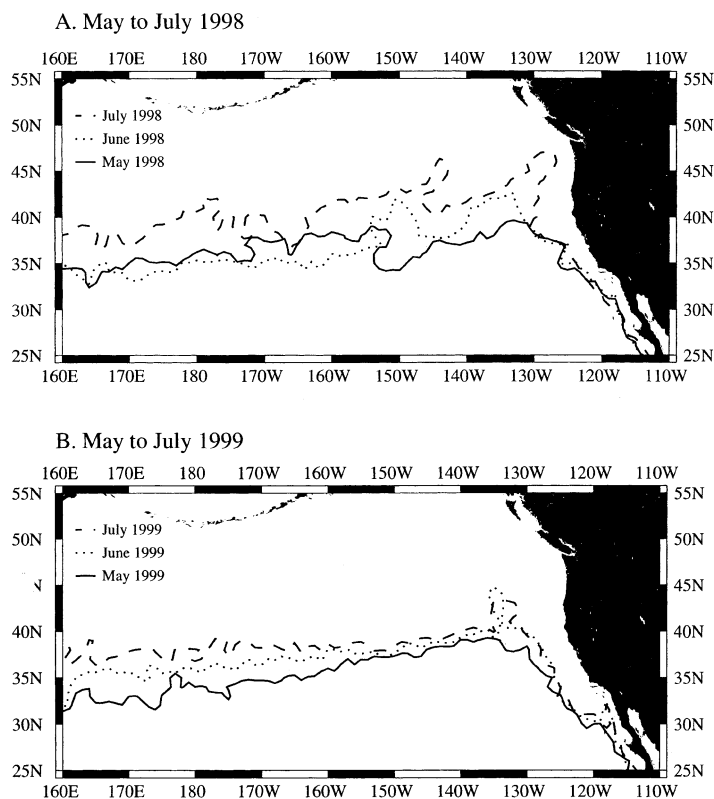 A. May to July 1998
160E 170E 180 170W 160W 150W 140W 130W 120W 110W
55N 55N
July 1998
50N 50N
June 1998
May 1998
45N 45N
40N 40N
35N 35N
30N 30N
25N 25N
160E 170E 180 170W 160W 150W 140W 130W 120W 110W
B. May to July 1999
160E 170E 180 170W 160W 150W 140W 130W 120W 110W
55N 55N
July 1999
50N 50N
June 1999
May 1999
N 45N
40N 40N
35N 35N
30N 30N
25N 25N
160E 170E 180 170W 160W 150W 140W 130W 120W 110W